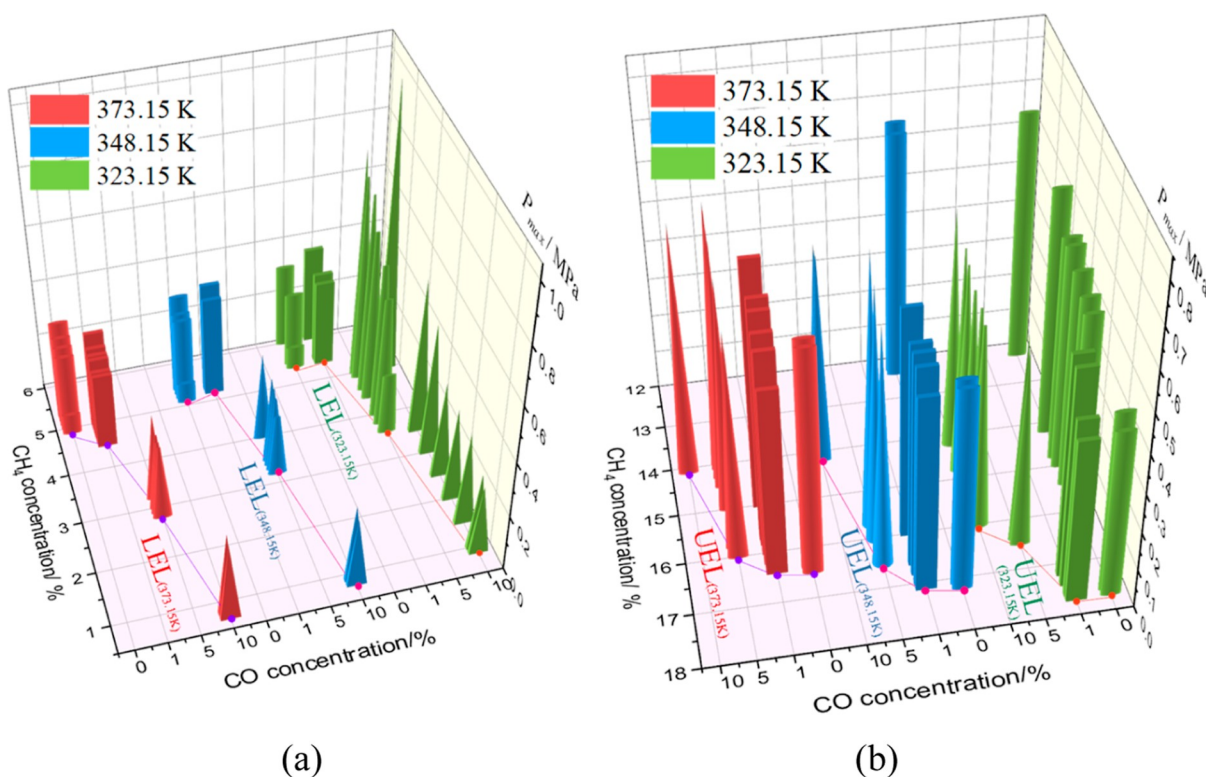 373.15 K
348.15 K
323.15 K
P max / MPa
1.0
0.8
0.6
0.4
0.2
0.0
6
5
4
3
2
1
CH4 concentration/ %
0 1 5 10 0 1 5 10 0 1 5 10
CO concentration/%
LEL(373.15K)
LEL(348.15K)
LEL(323.15K)
(a)
373.15 K
348.15 K
323.15 K
P max / MPa
0.8
0.7
0.6
0.5
0.4
0.3
0.2
0.1
0.0
12
13
14
15
16
17
18
CH4 concentration/ %
10 5 1 0 10 5 1 0 10 5 1 0
CO concentration/%
UEL(373.15K)
UEL(348.15K)
UEL
(323.15K)
(b)